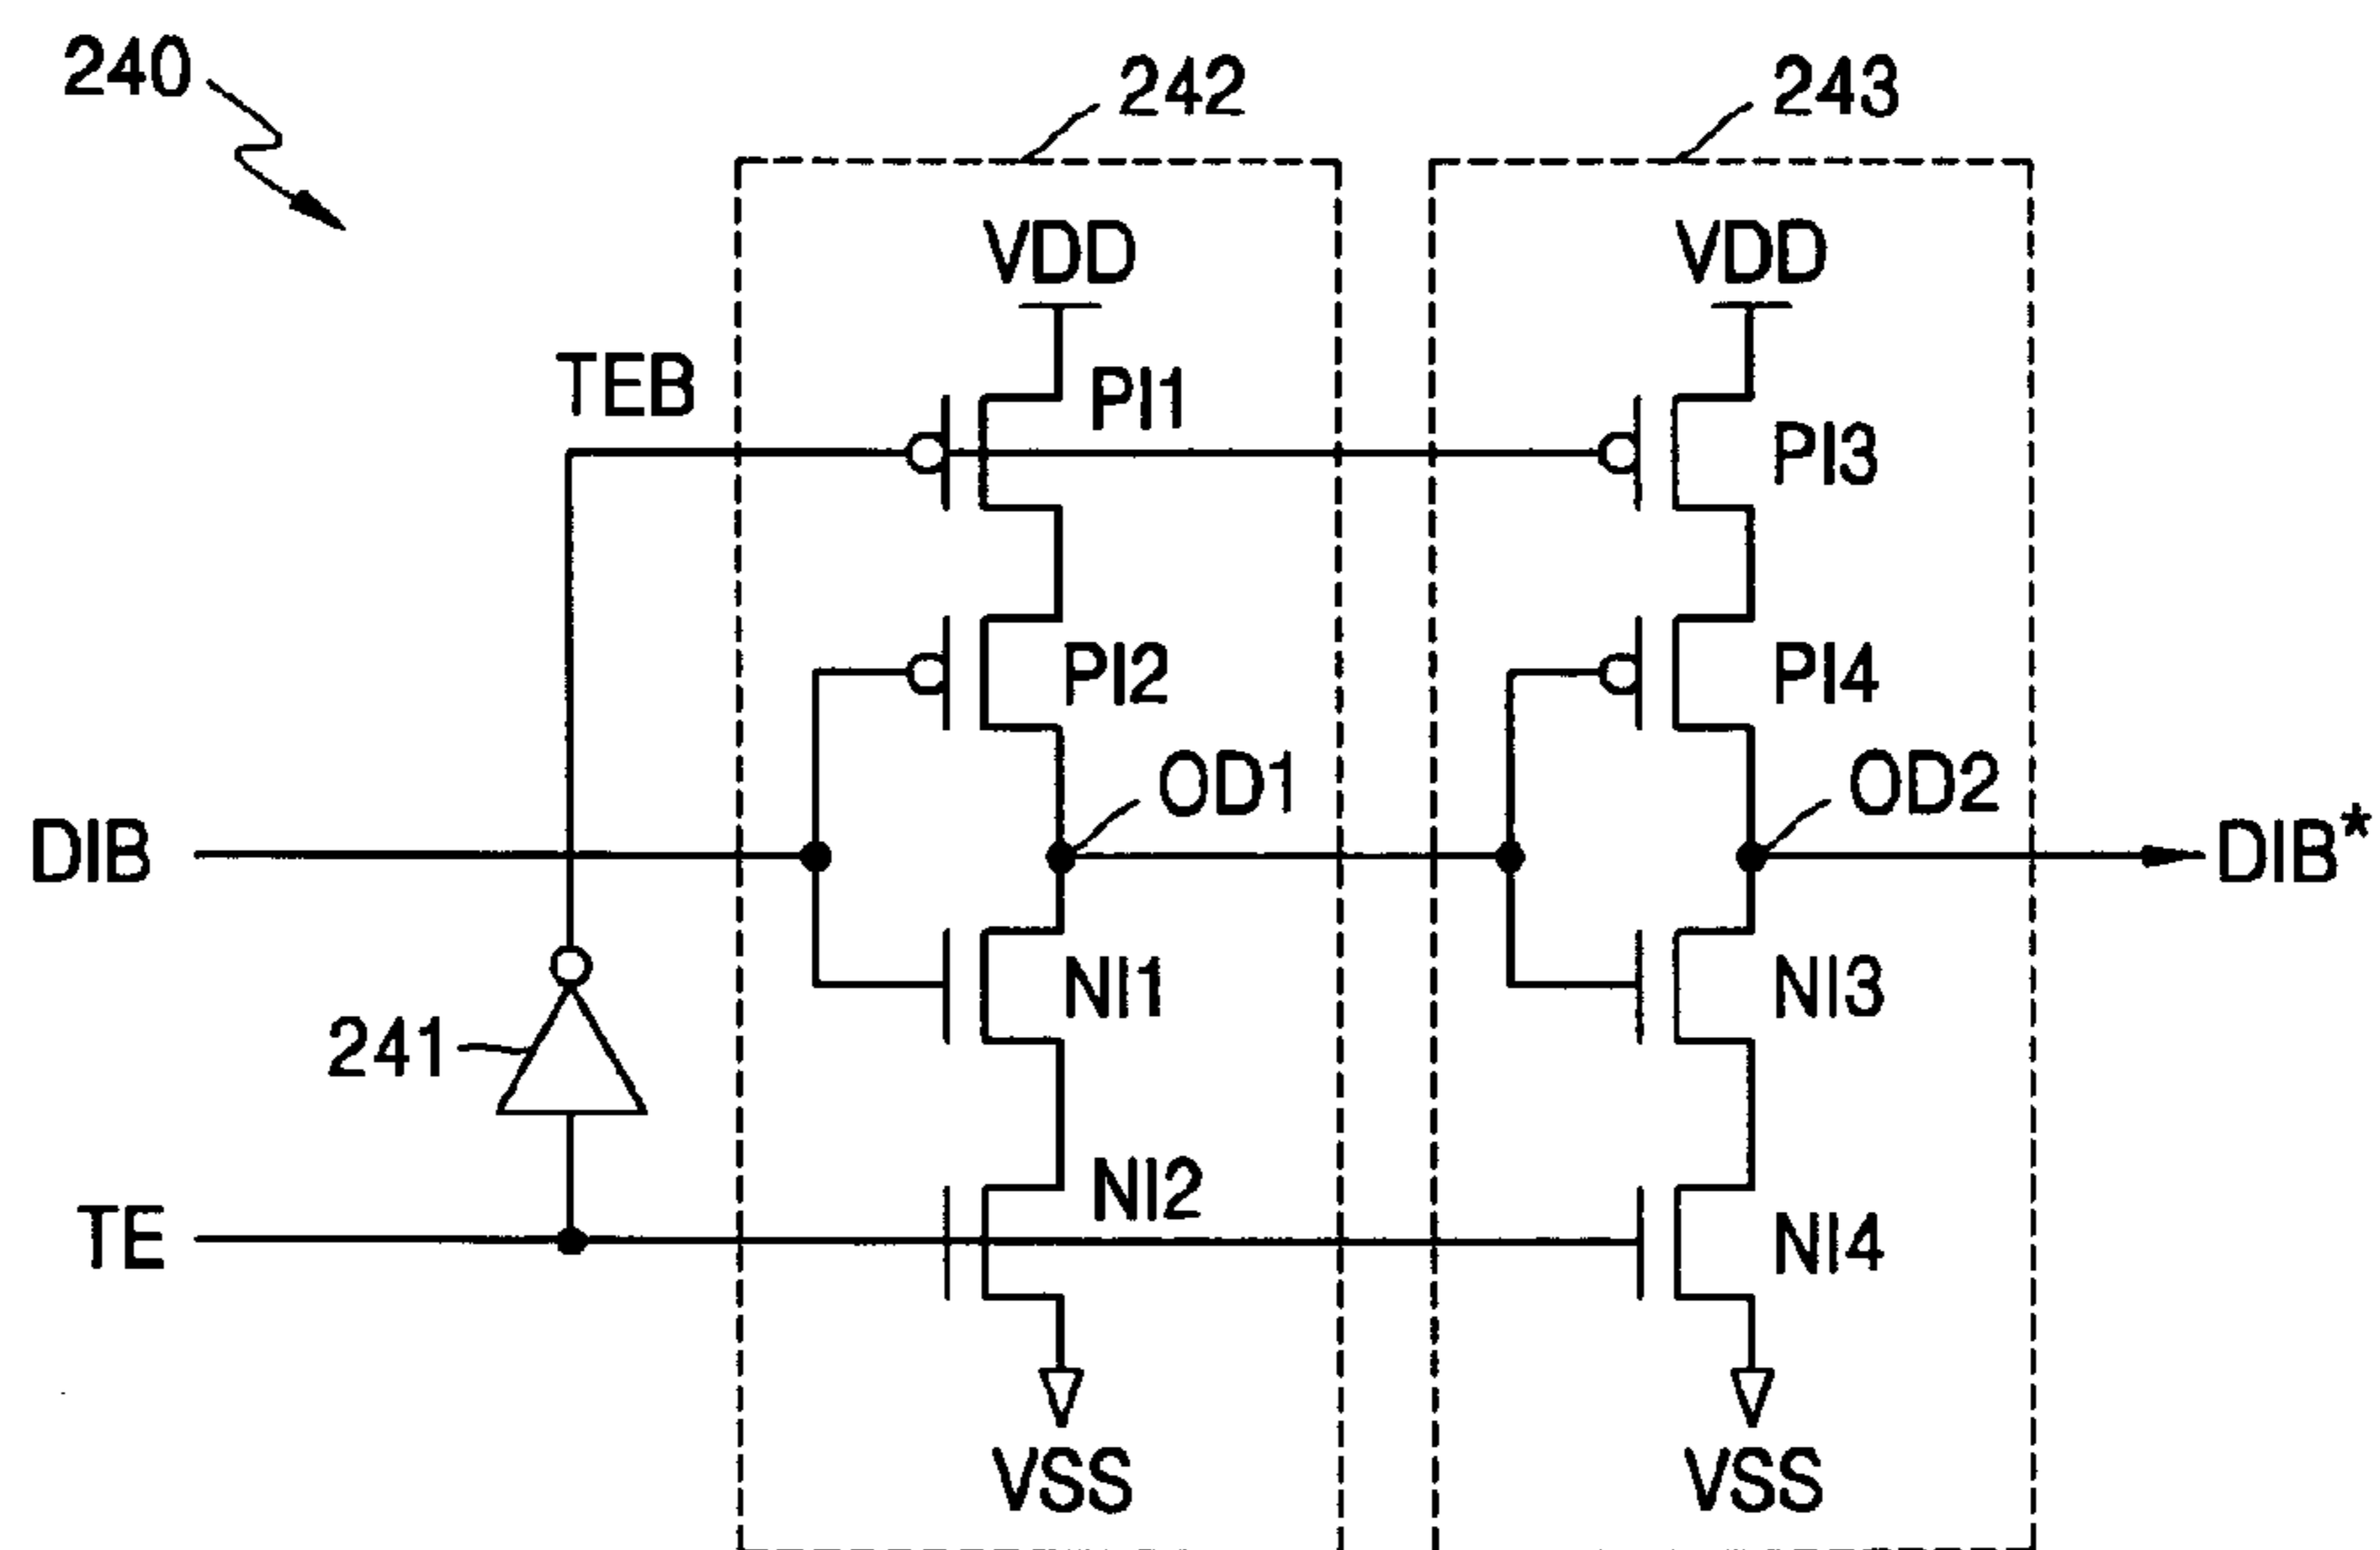 240
242
243
VDD
VDD
TEB
PI1
PI3
PI2
PI4
OD1
OD2
DIB
DIB*
NI1
NI3
241
NI2
TE
NI4
VSS
VSS